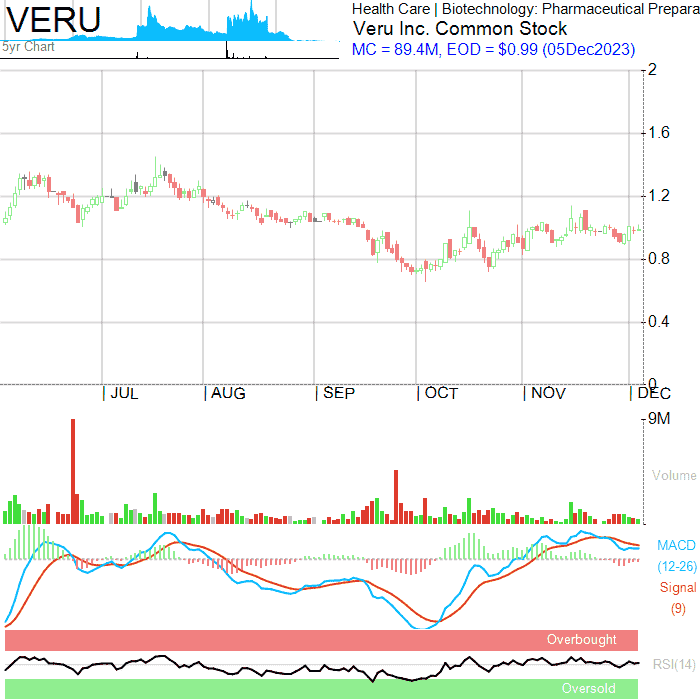 VERU
5yr Chart
Health Care | Biotechnology: Pharmaceutical Prepara
Veru Inc. Common Stock
MC = 89.4M, EOD = $0.99 (05Dec2023)
2
1.6
1.2
0.8
0.4
0
| JUL | AUG | SEP | OCT | NOV | DEC
9M
Volume
MACD
(12-26)
Signal
(9)
Overbought
RSI(14)
Oversold